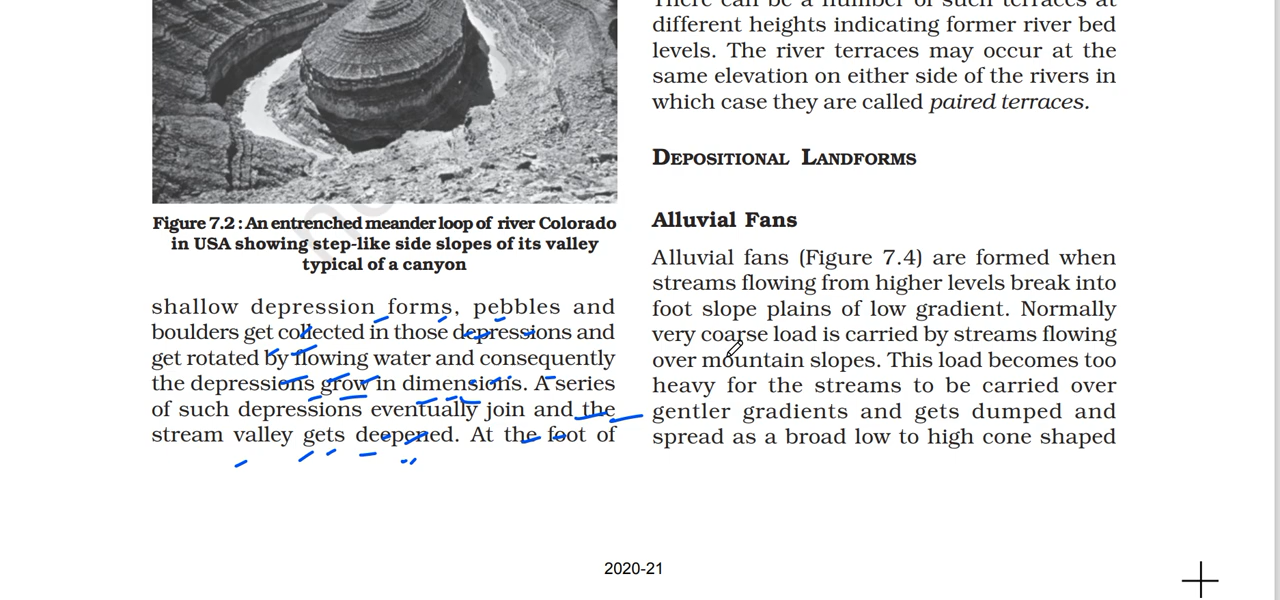 Figure 7.2 : An entrenched meander loop of river Colorado
in USA showing step-like side slopes of its valley
typical of a canyon
shallow depression forms, pebbles and
boulders get collected in those depressions and
get rotated by flowing water and consequently
the depressions grow in dimensions. A series
of such depressions eventually join and the
stream valley gets deepened. At the foot of
There can be a number of such terraces at
different heights indicating former river bed
levels. The river terraces may occur at the
same elevation on either side of the rivers in
which case they are called paired terraces.
DEPOSITIONAL LANDFORMS
Alluvial Fans
Alluvial fans (Figure 7.4) are formed when
streams flowing from higher levels break into
foot slope plains of low gradient. Normally
very coarse load is carried by streams flowing
over mountain slopes. This load becomes too
heavy for the streams to be carried over
gentler gradients and gets dumped and
spread as a broad low to high cone shaped
2020-21